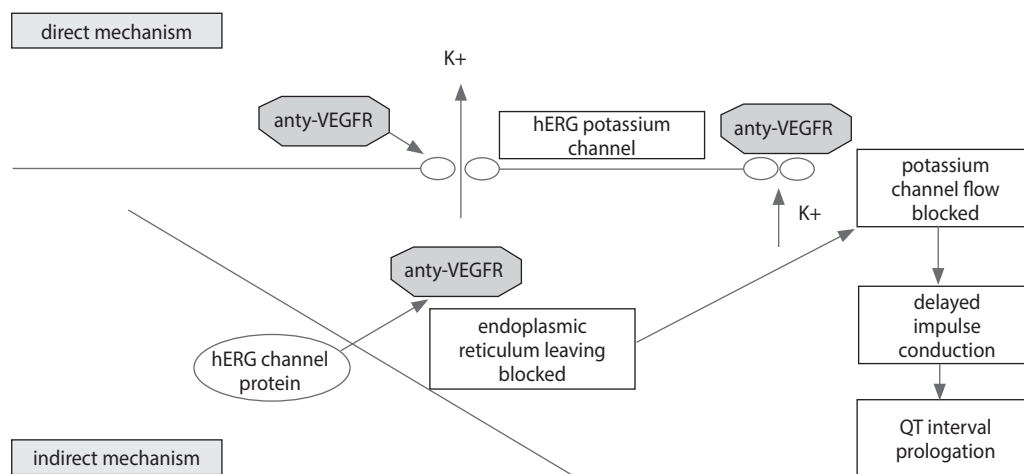 direct mechanism
K+
anty-VEGFR
hERG potassium
channel
anty-VEGFR
potassium
channel flow
blocked
K+
anty-VEGFR
delayed
impulse
conduction
endoplasmic
reticulum leaving
blocked
hERG channel
protein
QT interval
prologation
indirect mechanism